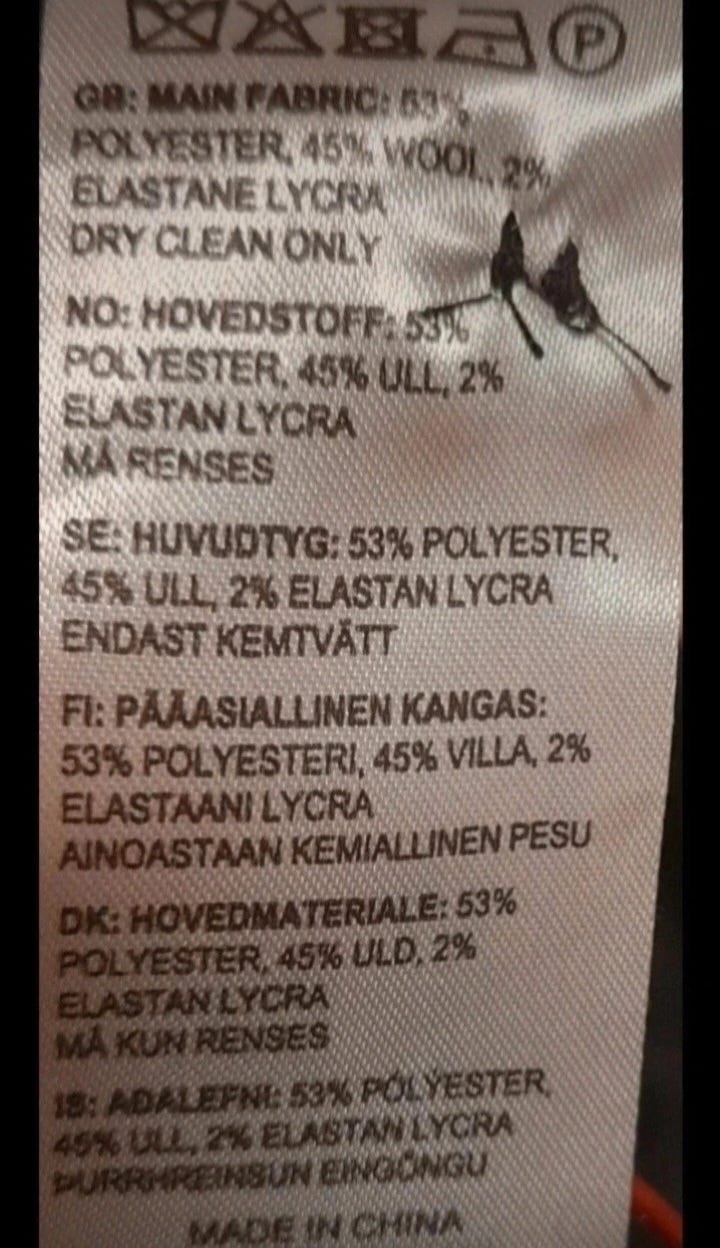 P
GB: MAIN FABRIC: 53%
POLYESTER, 45% WOOL, 2%
ELASTANE LYCRA
DRY CLEAN ONLY
NO: HOVEDSTOFF: 53%
POLYESTER, 45% ULL, 2%
ELASTAN LYCRA
MÅ RENSES
SE: HUVUDTYG: 53% POLYESTER,
45% ULL, 2% ELASTAN LYCRA
ENDAST KEMTVÄTT
FI: PÄÄASIALLINEN KANGAS:
53% POLYESTERI, 45% VILLA, 2%
ELASTAANI LYCRA
AINOASTAAN KEMIALLINEN PESU
DK: HOVEDMATERIALE: 53%
POLYESTER, 45% ULD, 2%
ELASTAN LYCRA
MÅ KUN RENSES
IS: AÐALEFNI: 53% PÓLÝESTER,
45% ULL, 2% ELASTAN LYCRA
ÞURRHREINSUN EINGÖNGU
MADE IN CHINA